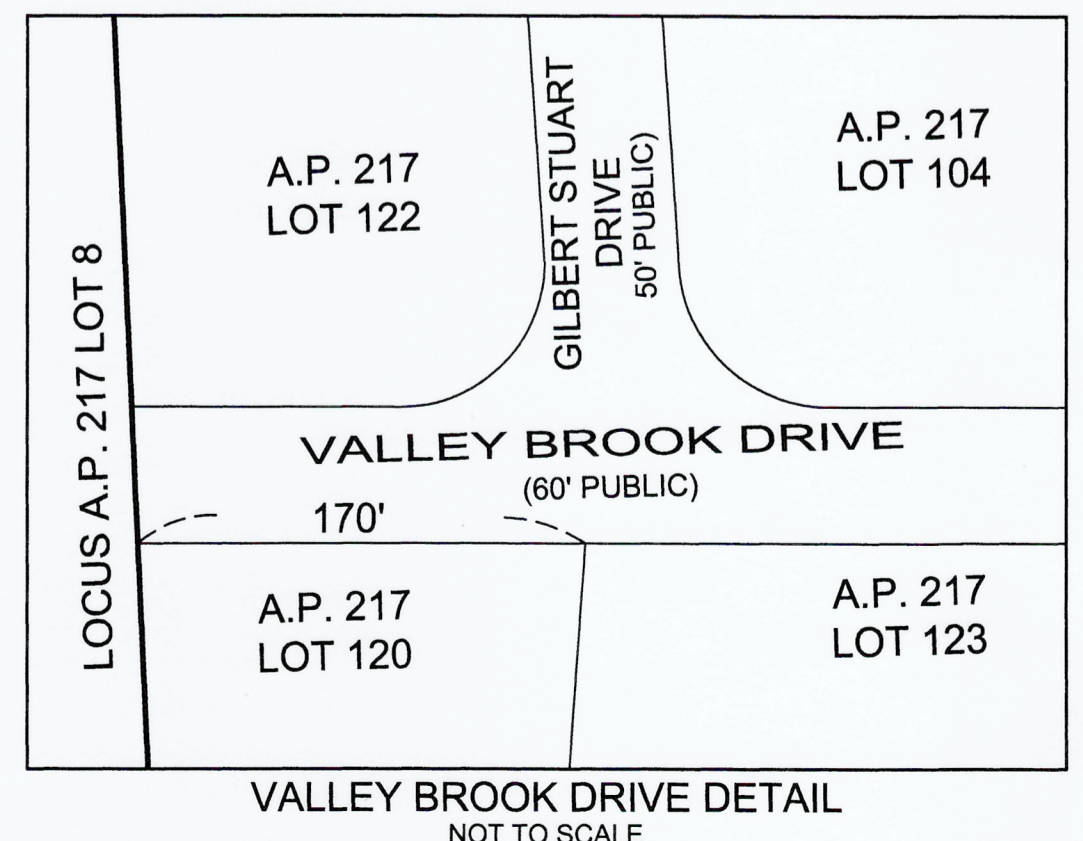 A.P. 217
LOT 122
GILBERT STUART
DRIVE
50' PUBLIC)
A.P. 217
LOT 104
LOCUS A.P. 217 LOT 8
VALLEY BROOK DRIVE
(60' PUBLIC)
170'
A.P. 217
LOT 120
A.P. 217
LOT 123
VALLEY BROOK DRIVE DETAIL
NOT TO SCALE